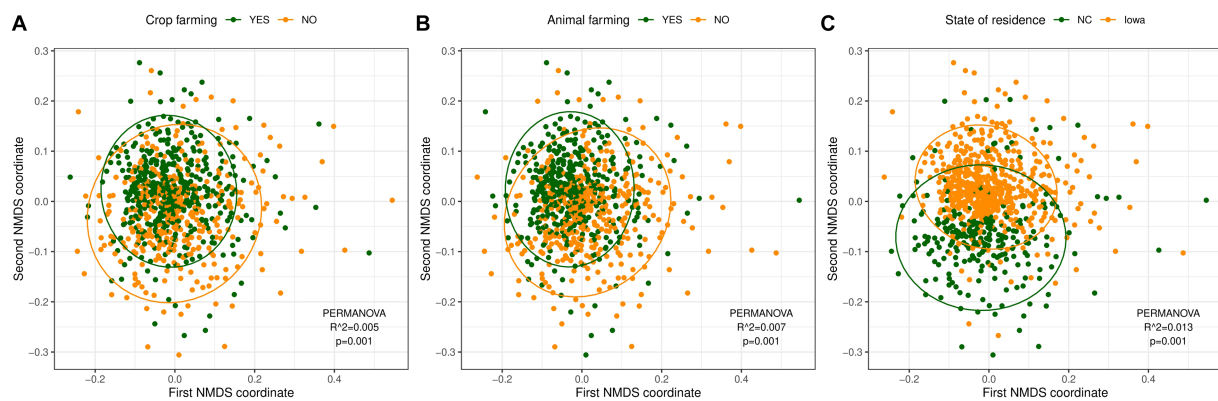 A
Crop farming YES NO
0.3
0.2
0.1
0.0
−0.1
−0.2
−0.3
Second NMDS coordinate
PERMANOVA
R^2=0.005
p=0.001
−0.2 0.0 0.2 0.4
First NMDS coordinate
B
Animal farming YES NO
0.3
0.2
0.1
0.0
−0.1
−0.2
−0.3
Second NMDS coordinate
PERMANOVA
R^2=0.007
p=0.001
−0.2 0.0 0.2 0.4
First NMDS coordinate
C
State of residence NC Iowa
0.3
0.2
0.1
0.0
−0.1
−0.2
−0.3
Second NMDS coordinate
PERMANOVA
R^2=0.013
p=0.001
−0.2 0.0 0.2 0.4
First NMDS coordinate